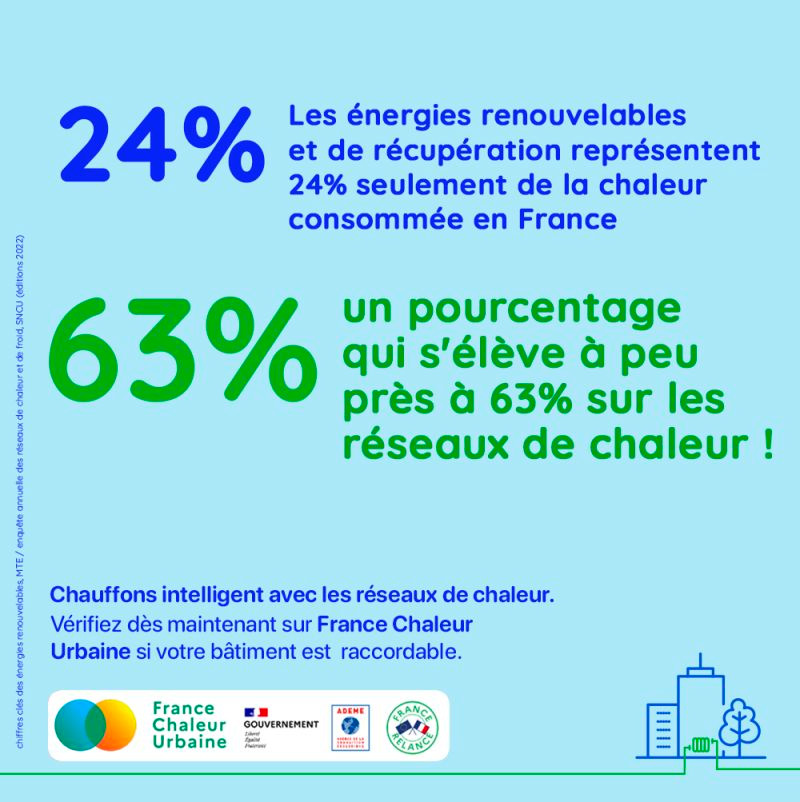 24%
Les énergies renouvelables
et de récupération représentent
24% seulement de la chaleur
consommée en France
63%
un pourcentage
qui s'élève à peu
près à 63% sur les
réseaux de chaleur !
chiffres clés des énergies renouvelables, MTE / enquête annuelle des réseaux de chaleur et de froid, SNCU (éditions 2022)
Chauffons intelligent avec les réseaux de chaleur.
Vérifiez dès maintenant sur France Chaleur
Urbaine si votre bâtiment est raccordable.
France
Chaleur
Urbaine
GOUVERNEMENT
Liberté
Égalité
Fraternité
ADEME
AGENCE DE LA
TRANSITION
ÉCOLOGIQUE
FRANCE
RELANCE